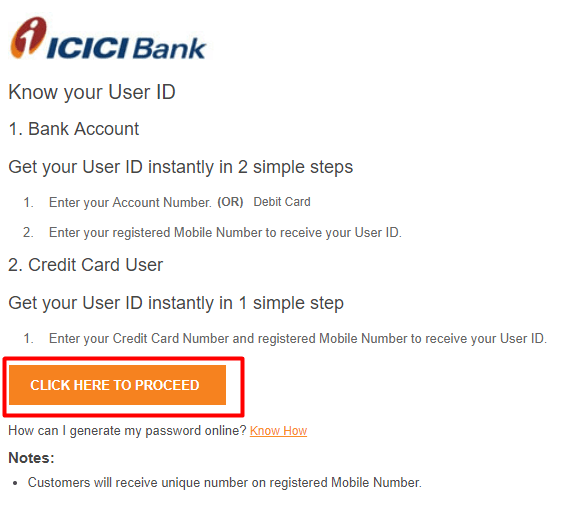 ICICI Bank
Know your User ID
1. Bank Account
Get your User ID instantly in 2 simple steps
1. Enter your Account Number. (OR) Debit Card
2. Enter your registered Mobile Number to receive your User ID.
2. Credit Card User
Get your User ID instantly in 1 simple step
1. Enter your Credit Card Number and registered Mobile Number to receive your User ID.
CLICK HERE TO PROCEED
How can I generate my password online? Know How
Notes:
• Customers will receive unique number on registered Mobile Number.